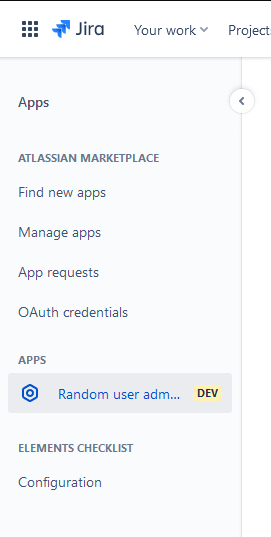 Jira Your work Project
Apps
ATLASSIAN MARKETPLACE
Find new apps
Manage apps
App requests
OAuth credentials
APPS
Random user adm... DEV
ELEMENTS CHECKLIST
Configuration